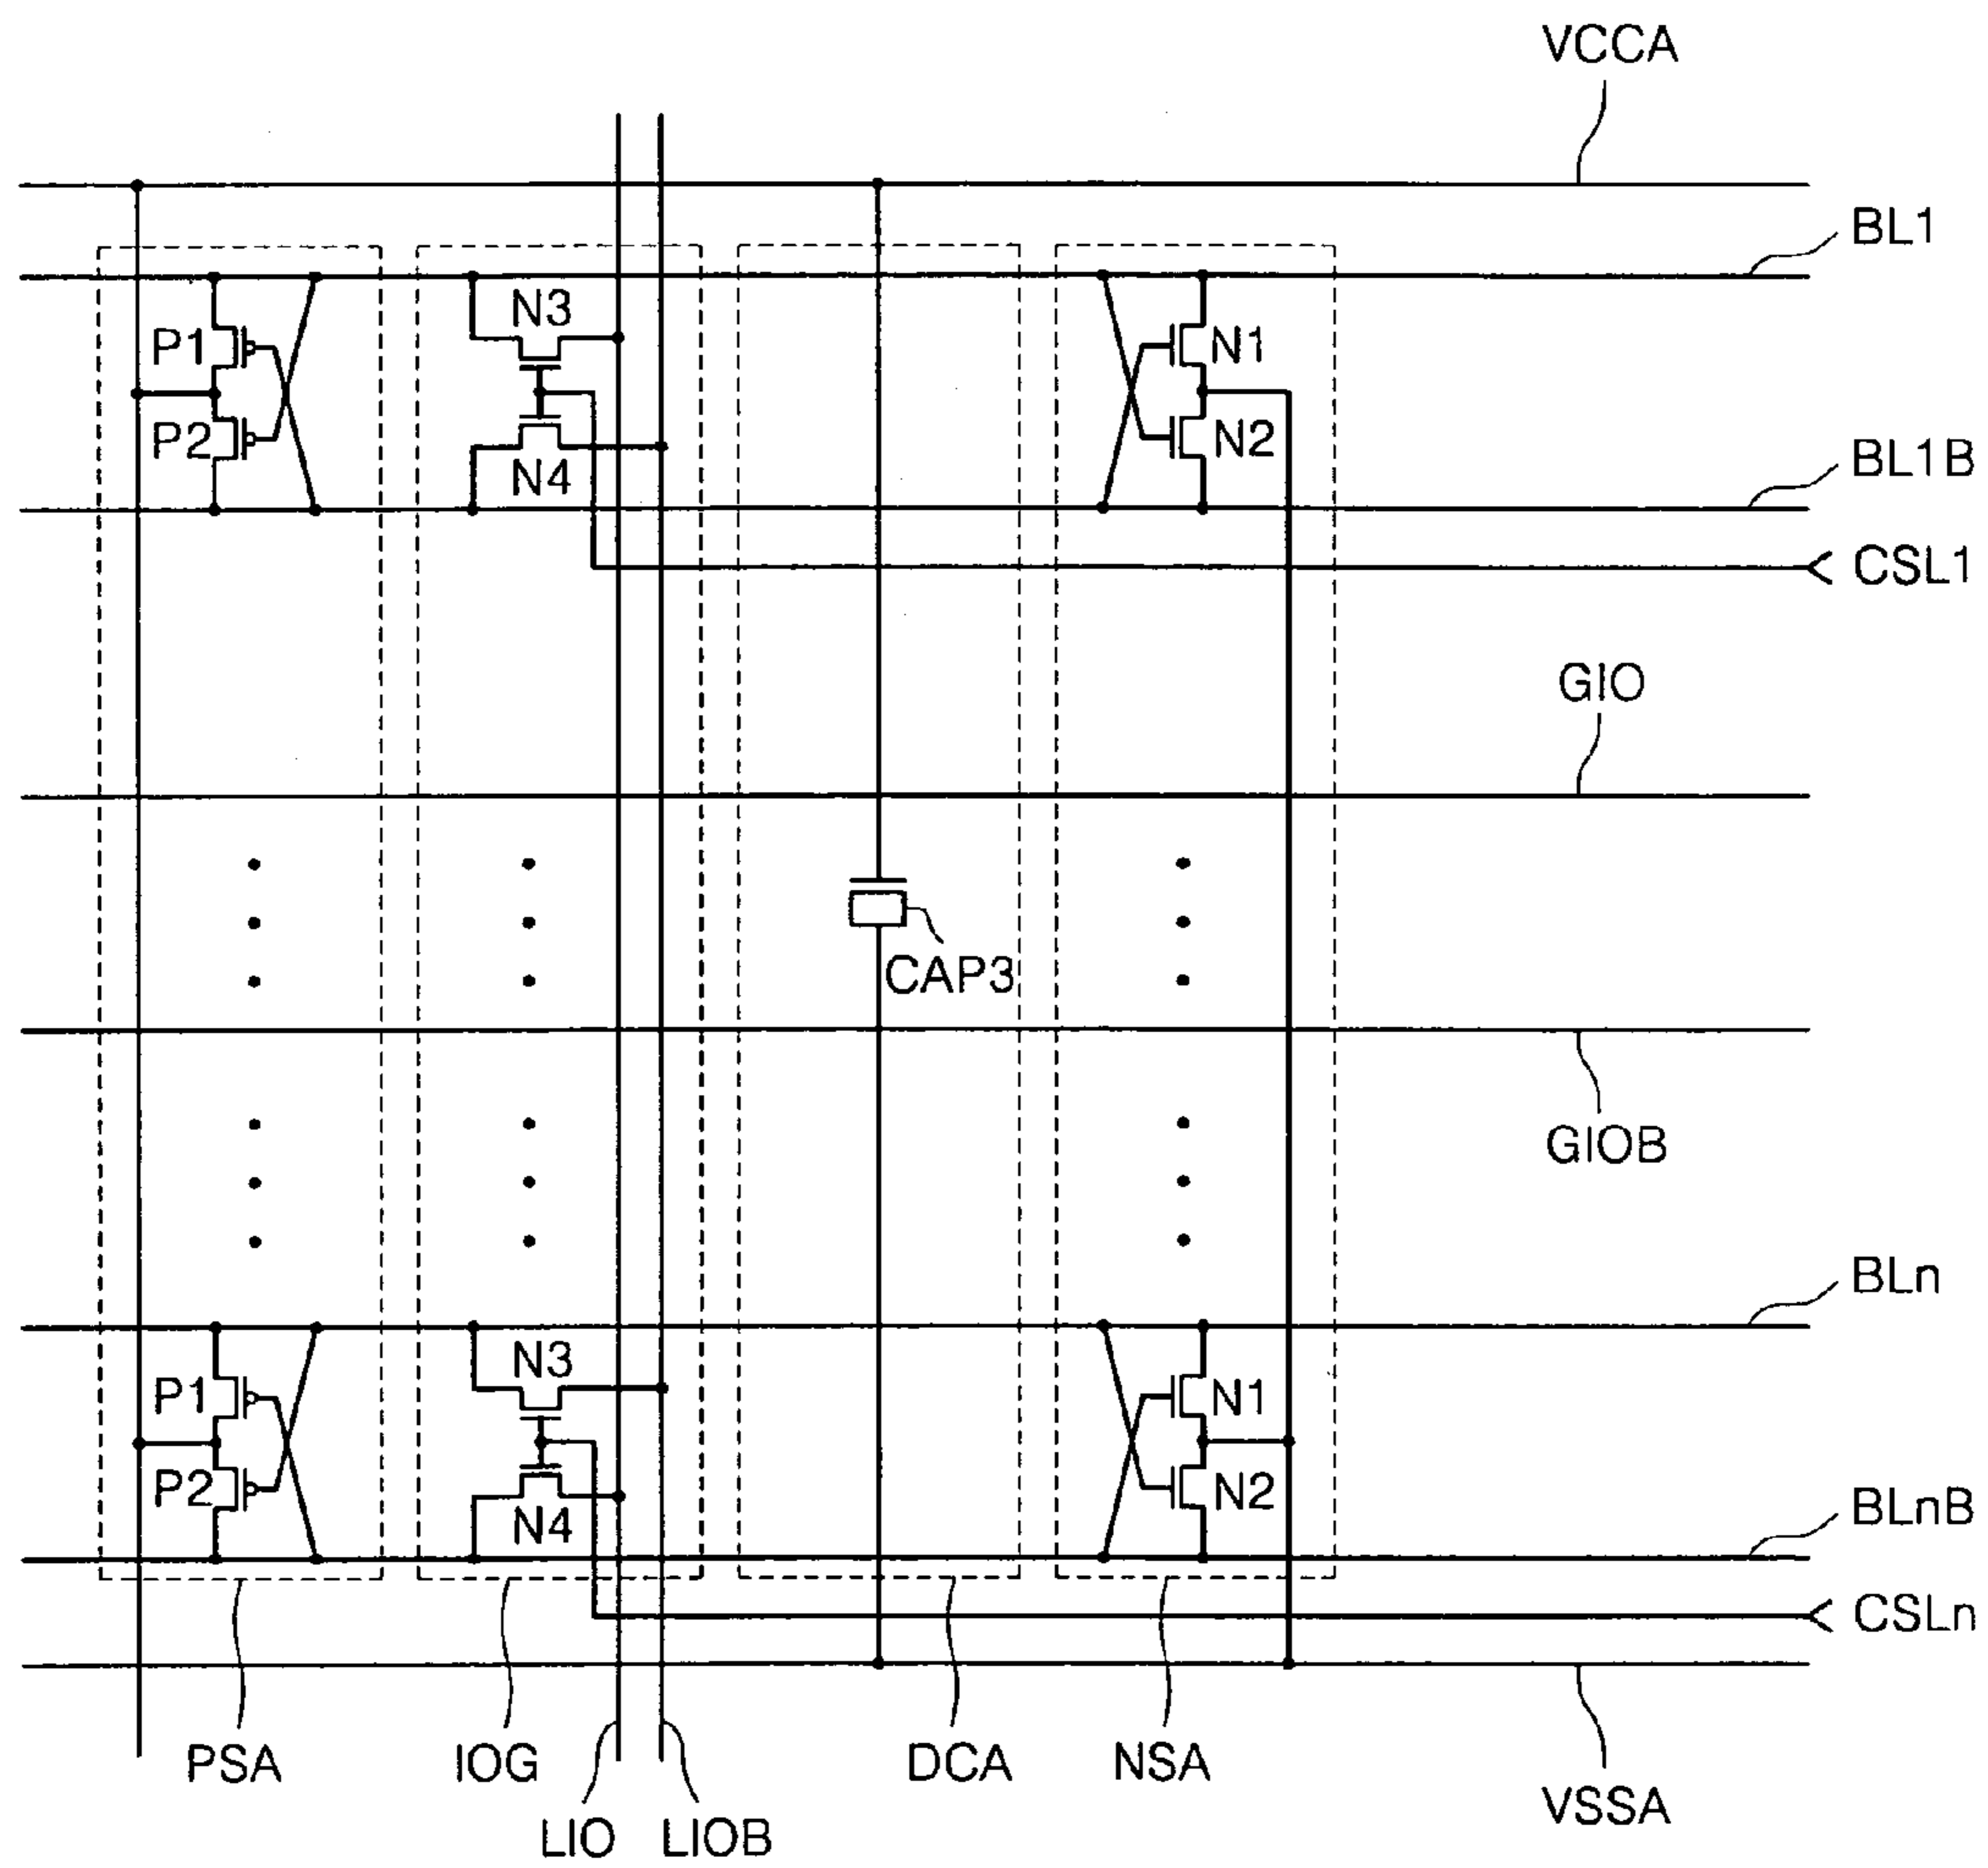 VCCA
BL1
N3
P1
N1
P2
N2
BL1B
N4
CSL1
GIO
CAP3
GIOB
BLn
N3
P1
N1
P2
N2
BLnB
N4
CSLn
PSA
IOG
DCA
NSA
VSSA
LIO
LIOB